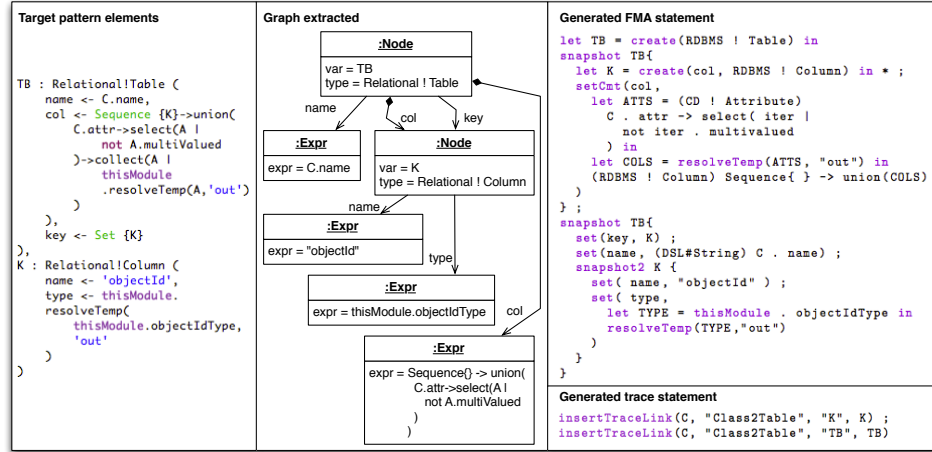 Target pattern elements
TB : Relational!Table (
name <- C.name,
col <- Sequence {K}->union(
C.attr->select(A |
not A.multiValued
)->collect(A |
thisModule
.resolveTemp(A,'out')
)
),
key <- Set {K}
),
K : Relational!Column (
name <- 'objectId',
type <- thisModule.
resolveTemp(
thisModule.objectIdType,
'out'
)
)
Graph extracted
:Node
var = TB
type = Relational ! Table
name
col
key
:Expr
expr = C.name
:Node
var = K
type = Relational ! Column
name
:Expr
expr = "objectId"
type
:Expr
expr = thisModule.objectIdType
col
:Expr
expr = Sequence{} -> union(
C.attr->select(A |
not A.multiValued
)
)
Generated FMA statement
let TB = create(RDBMS ! Table) in
snapshot TB{
let K = create(col, RDBMS ! Column) in * ;
setCmt(col,
let ATTS = (CD ! Attribute)
C . attr -> select( iter |
not iter . multivalued
) in
let COLS = resolveTemp(ATTS, "out") in
(RDBMS ! Column) Sequence{ } -> union(COLS)
)
} ;
snapshot TB{
set(key, K) ;
set(name, (DSL#String) C . name) ;
snapshot2 K {
set( name, "objectId" ) ;
set( type,
let TYPE = thisModule . objectIdType in
resolveTemp(TYPE,"out")
)
}
}
Generated trace statement
insertTraceLink(C, "Class2Table", "K", K) ;
insertTraceLink(C, "Class2Table", "TB", TB)